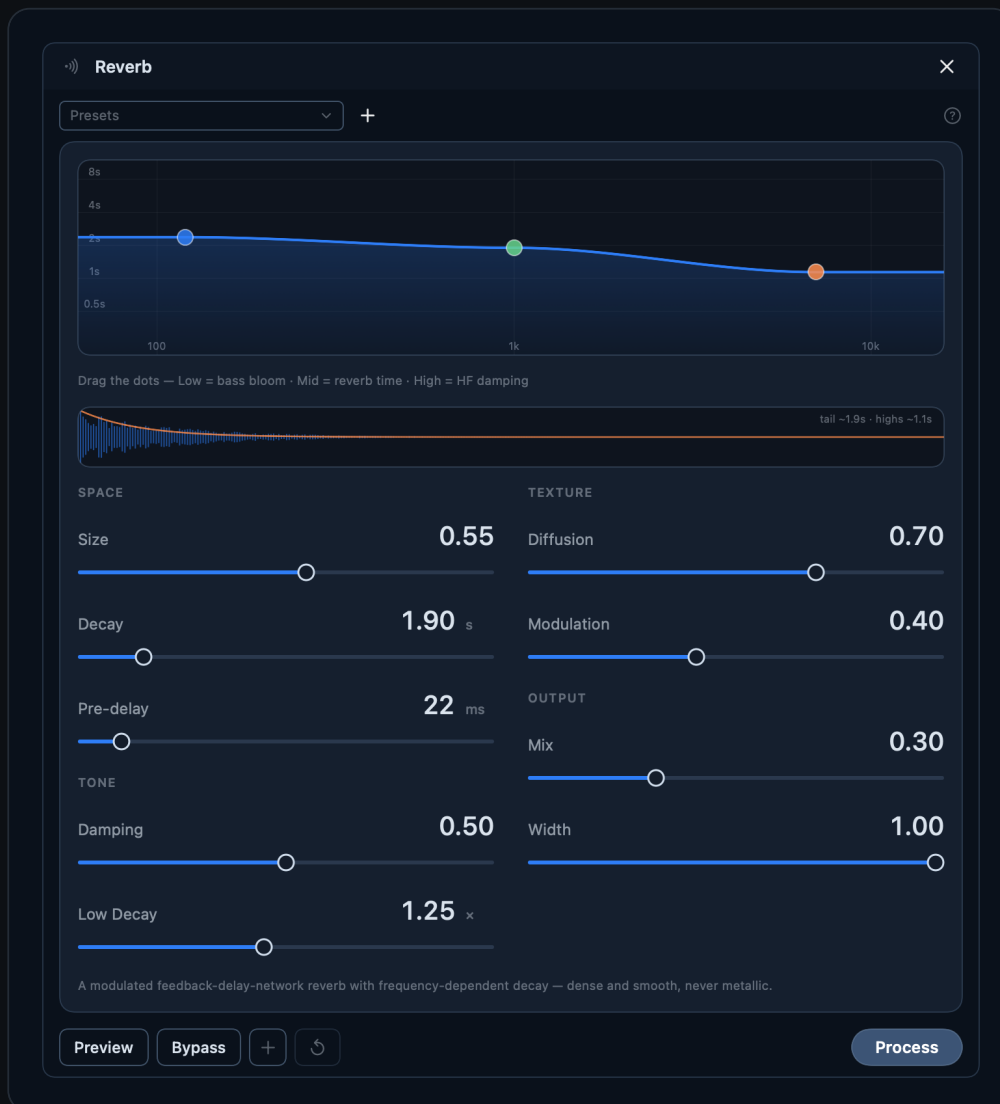 Reverb
Presets
?
8s
4s
2s
1s
0.5s
100 1k 10k
Drag the dots — Low = bass bloom · Mid = reverb time · High = HF damping
tail ~1.9s · highs ~1.1s
SPACE
Size 0.55
Decay 1.90 s
Pre-delay 22 ms
TONE
Damping 0.50
Low Decay 1.25 ×
TEXTURE
Diffusion 0.70
Modulation 0.40
OUTPUT
Mix 0.30
Width 1.00
A modulated feedback-delay-network reverb with frequency-dependent decay — dense and smooth, never metallic.
Preview Bypass Process